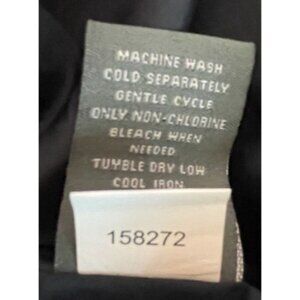 MACHINE WASH
COLD SEPARATELY
GENTLE CYCLE
ONLY NON-CHLORINE
BLEACH WHEN
NEEDED
TUMBLE DRY LOW
COOL IRON
158272